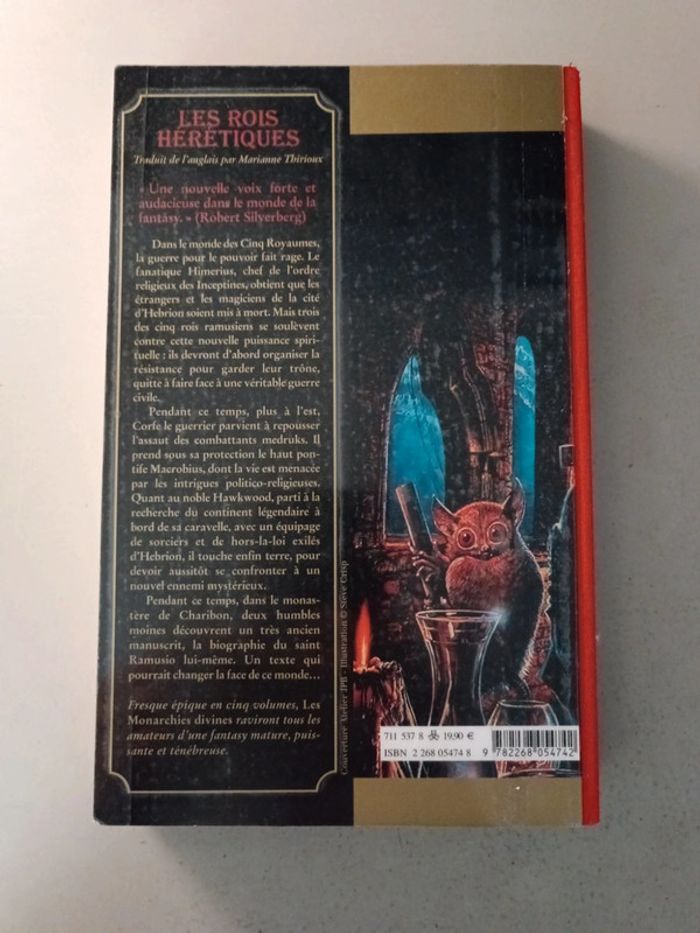 LES ROIS
HÉRÉTIQUES
Traduit de l'anglais par Marianne Thirioux
« Une nouvelle voix forte et
audacieuse dans le monde de la
fantasy. » (Robert Silverberg)
Dans le monde des Cinq Royaumes,
la guerre pour le pouvoir fait rage. Le
fanatique Himerius, chef de l'ordre
religieux des Inceptines, obtient que les
étrangers et les magiciens de la cité
d'Hebrion soient mis à mort. Mais trois
des cinq rois ramusiens se soulèvent
contre cette nouvelle puissance spiri-
tuelle : ils devront d'abord organiser la
résistance pour garder leur trône,
quitte à faire face à une véritable guerre
civile.
Pendant ce temps, plus à l'est,
Corfe le guerrier parvient à repousser
l'assaut des combattants medruks. Il
prend sous sa protection le haut pon-
tife Macrobius, dont la vie est menacée
par les intrigues politico-religieuses.
Quant au noble Hawkwood, parti à la
recherche du continent légendaire à
bord de sa caravelle, avec un équipage
de sorciers et de hors-la-loi exilés
d'Hebrion, il touche enfin terre, pour
devoir aussitôt se confronter à un
nouvel ennemi mystérieux.
Pendant ce temps, dans le monas-
tère de Charibon, deux humbles
moines découvrent un très ancien
manuscrit, la biographie du saint
Ramusio lui-même. Un texte qui
pourrait changer la face de ce monde...
Fresque épique en cinq volumes, Les
Monarchies divines raviront tous les
amateurs d'une fantasy mature, puis-
sante et ténébreuse.
Couverture Atelier JPB - Illustration © Steve Crisp
711 537 8 19,90 €
ISBN 2 268 05474 8
9 782268 054742